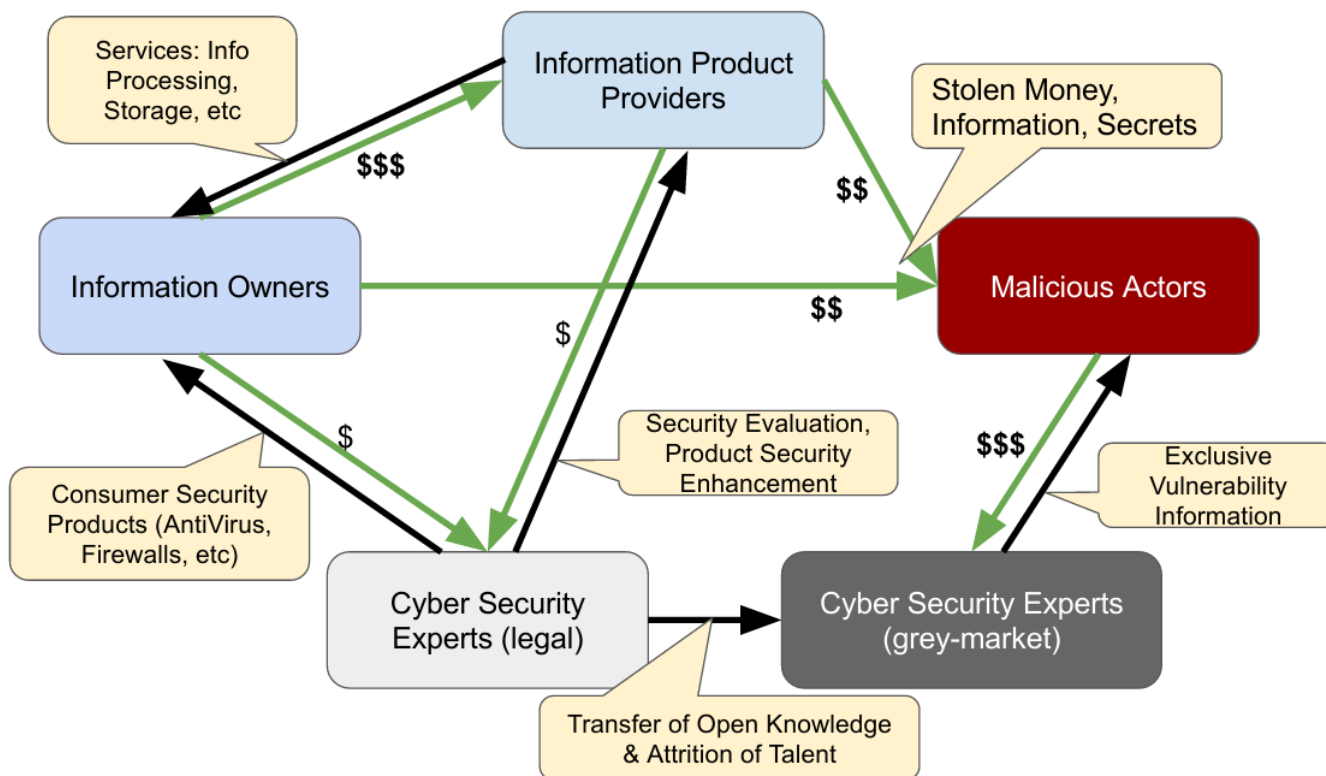 Services: Info
Processing,
Storage, etc
Information Product
Providers
Stolen Money,
Information, Secrets
$$$
$$
Information Owners
Malicious Actors
$$
$
$
Security Evaluation,
Product Security
Enhancement
$$$
Exclusive
Vulnerability
Information
Consumer Security
Products (AntiVirus,
Firewalls, etc)
Cyber Security
Experts (legal)
Cyber Security Experts
(grey-market)
Transfer of Open Knowledge
& Attrition of Talent